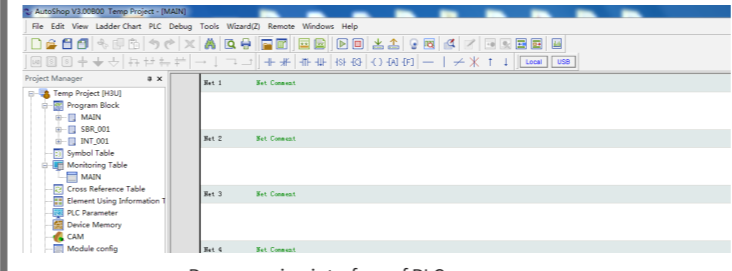 AutoShop V3.00B00 Temp Project - [MAIN]
File Edit View Ladder Chart PLC Debug Tools Wizard(Z) Remote Windows Help
Local USB
Project Manager
Net 1 Net Comment
Temp Project [H3U]
Program Block
MAIN
SBR_001
INT_001
Net 2 Net Comment
Symbol Table
Monitoring Table
MAIN
Cross Reference Table
Net 3 Net Comment
Element Using Information T
PLC Parameter
Device Memory
CAM
Module config
Net 4 Net Comment